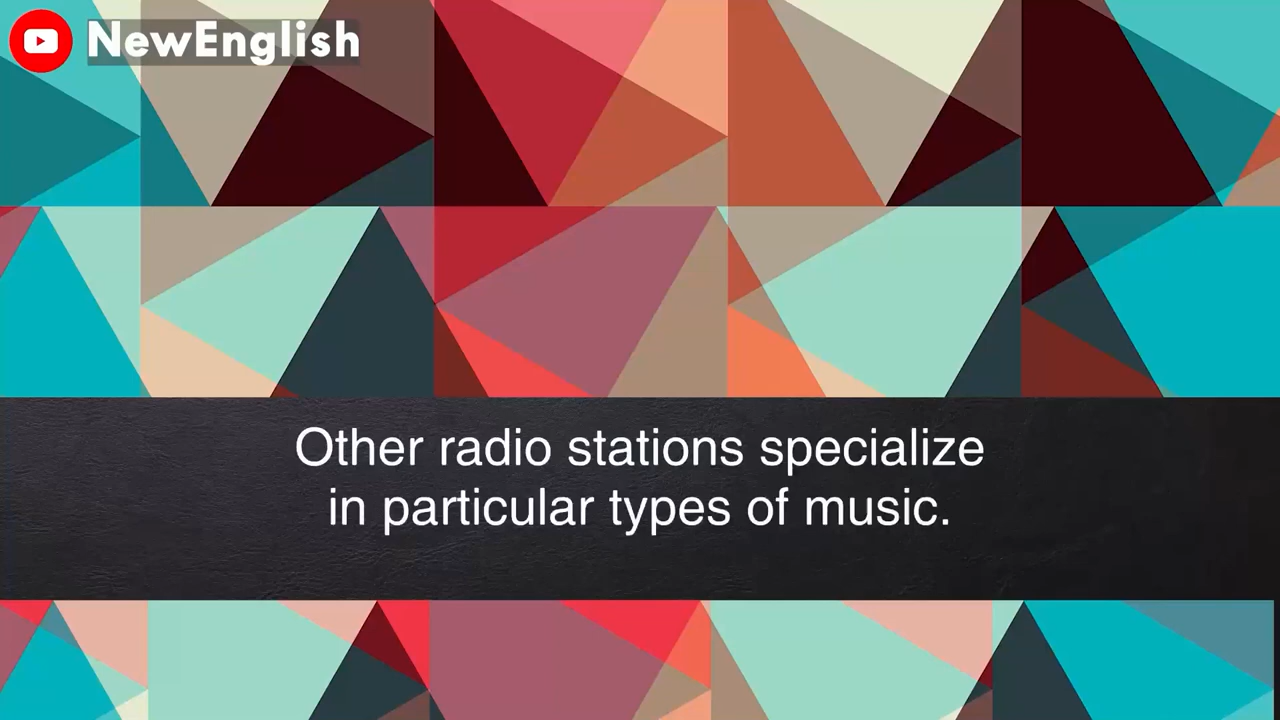 NewEnglish
Other radio stations specialize
in particular types of music.